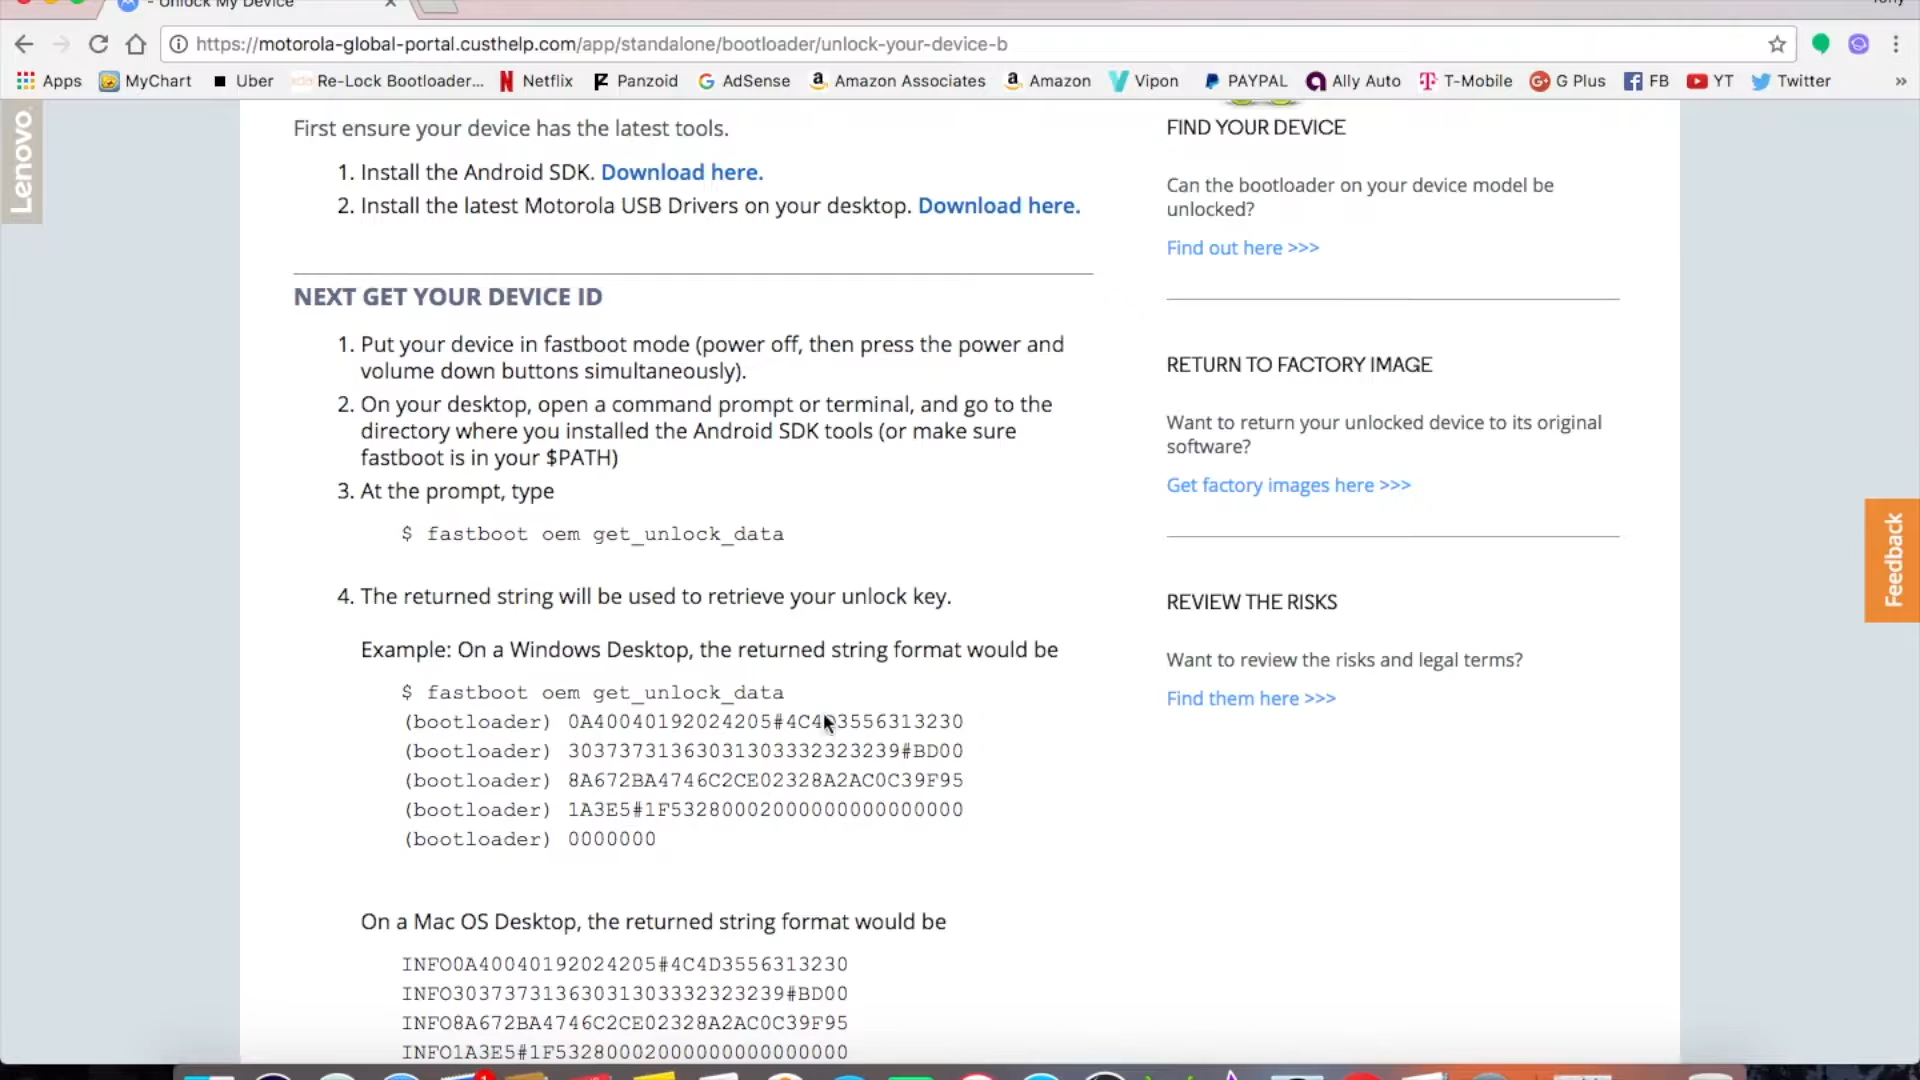 - Unlock My Device
Tony
https://motorola-global-portal.custhelp.com/app/standalone/bootloader/unlock-your-device-b
Apps MyChart Uber Re-Lock Bootloader... Netflix Panzoid AdSense Amazon Associates Amazon Vipon PAYPAL Ally Auto T-Mobile G Plus FB YT Twitter »
Lenovo
First ensure your device has the latest tools.
1. Install the Android SDK. Download here.
2. Install the latest Motorola USB Drivers on your desktop. Download here.
NEXT GET YOUR DEVICE ID
1. Put your device in fastboot mode (power off, then press the power and
volume down buttons simultaneously).
2. On your desktop, open a command prompt or terminal, and go to the
directory where you installed the Android SDK tools (or make sure
fastboot is in your $PATH)
3. At the prompt, type
$ fastboot oem get_unlock_data
4. The returned string will be used to retrieve your unlock key.
Example: On a Windows Desktop, the returned string format would be
$ fastboot oem get_unlock_data
(bootloader) 0A40040192024205#4C4D3556313230
(bootloader) 30373731363031303332323239#BD00
(bootloader) 8A672BA4746C2CE02328A2AC0C39F95
(bootloader) 1A3E5#1F53280002000000000000000
(bootloader) 0000000
On a Mac OS Desktop, the returned string format would be
INFO0A40040192024205#4C4D3556313230
INFO30373731363031303332323239#BD00
INFO8A672BA4746C2CE02328A2AC0C39F95
INFO1A3E5#1F53280002000000000000000
FIND YOUR DEVICE
Can the bootloader on your device model be
unlocked?
Find out here >>>
RETURN TO FACTORY IMAGE
Want to return your unlocked device to its original
software?
Get factory images here >>>
REVIEW THE RISKS
Want to review the risks and legal terms?
Find them here >>>
Feedback
1